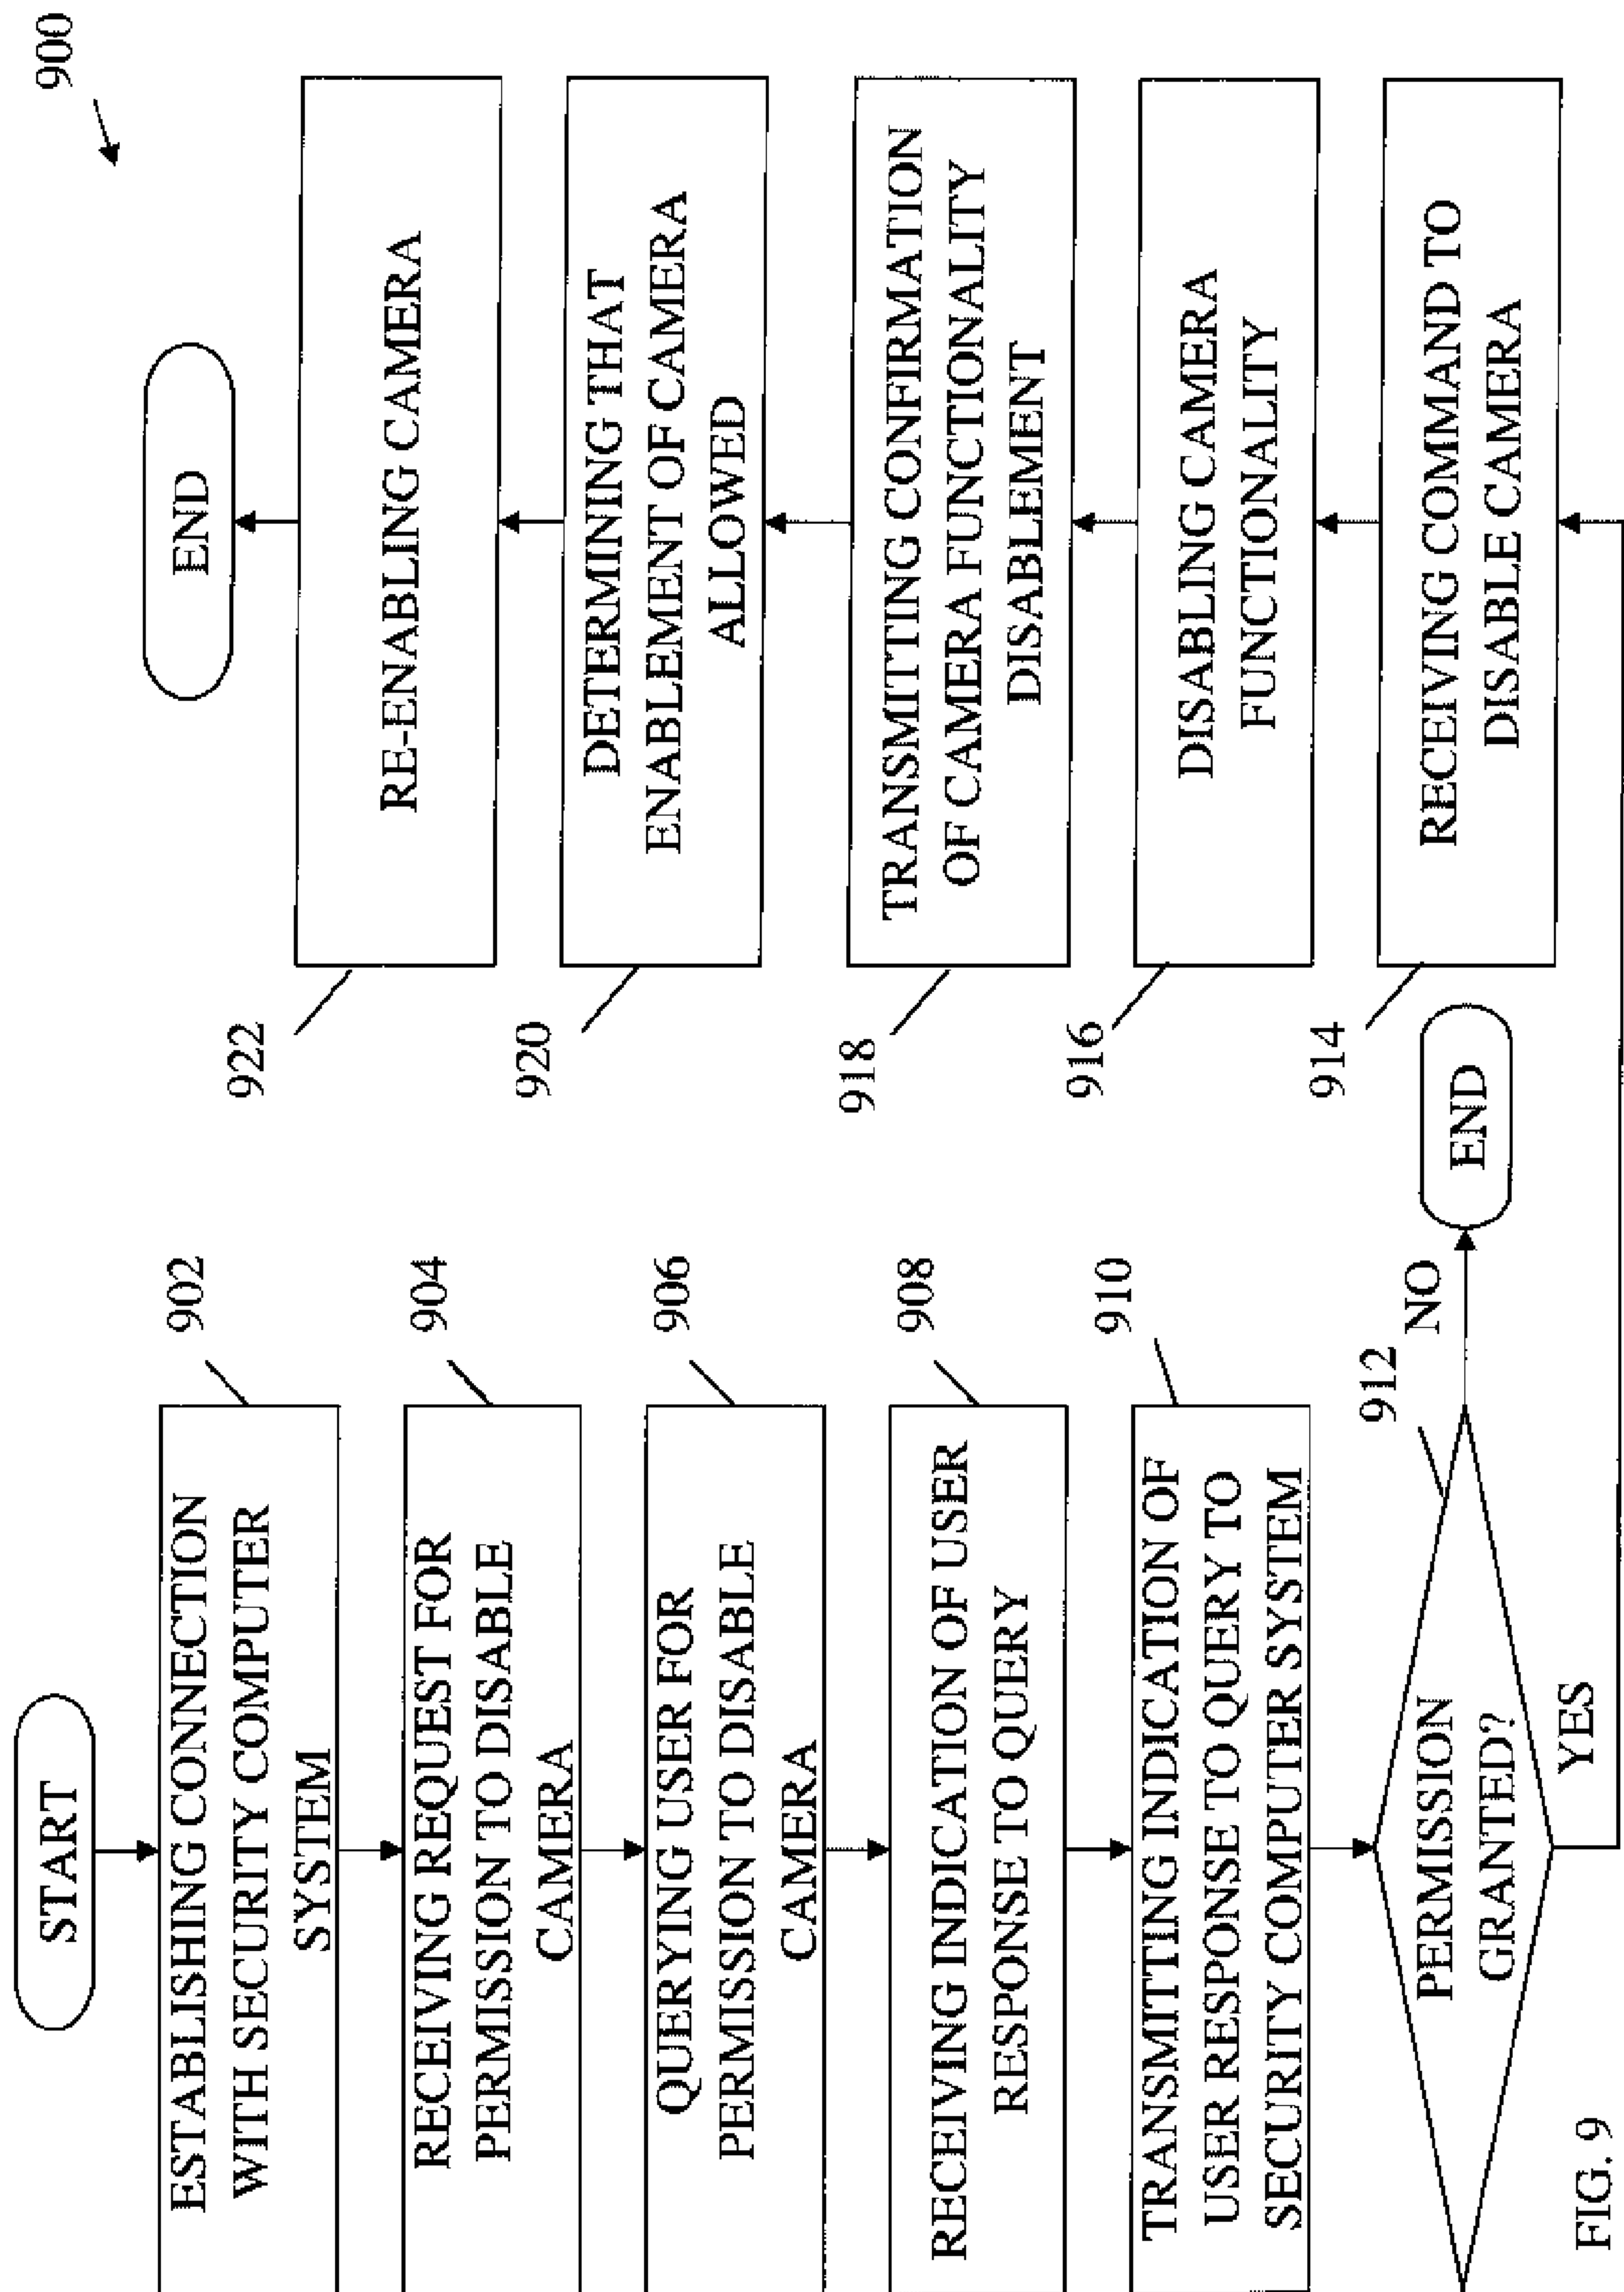 900
START
ESTABLISHING CONNECTION
WITH SECURITY COMPUTER
SYSTEM
902
RECEIVING REQUEST FOR
PERMISSION TO DISABLE
CAMERA
904
QUERYING USER FOR
PERMISSION TO DISABLE
CAMERA
906
RECEIVING INDICATION OF USER
RESPONSE TO QUERY
908
TRANSMITTING INDICATION OF
USER RESPONSE TO QUERY TO
SECURITY COMPUTER SYSTEM
910
PERMISSION
GRANTED?
912
NO
END
YES
RECEIVING COMMAND TO
DISABLE CAMERA
914
DISABLING CAMERA
FUNCTIONALITY
916
TRANSMITTING CONFIRMATION
OF CAMERA FUNCTIONALITY
DISABLEMENT
918
DETERMINING THAT
ENABLEMENT OF CAMERA
ALLOWED
920
RE-ENABLING CAMERA
922
END
FIG. 9